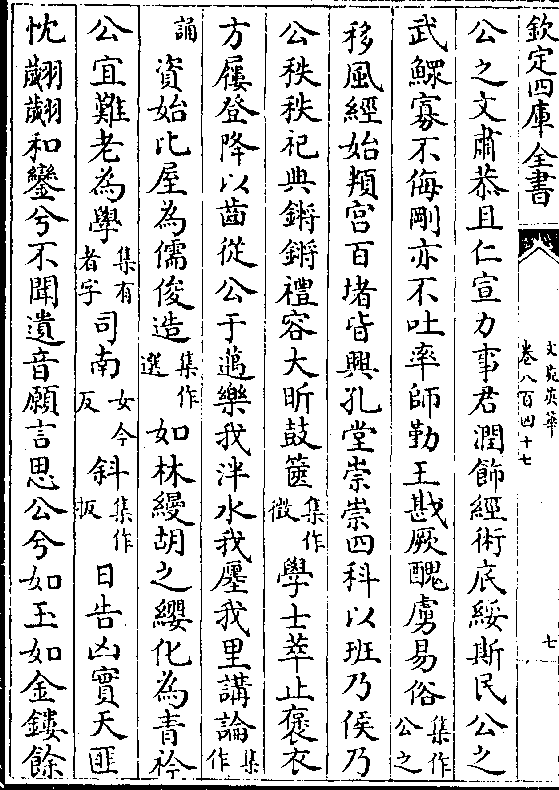 欽定四庫全書
文苑英華
卷八百四十七
七
公之文肅恭且仁宣力事君潤飾經術底綏斯民公之
武鰥寡不侮剛亦不吐率師勤王戡厥醜虜易俗集作公之
移風經始頖宮百堵皆興孔堂崇崇四科以班乃侯乃
公秩秩祀典鏘鏘禮容大昕鼓篋集作徵學士萃止褒衣
方屨登降以齒從公于邁樂我泮水我廛我里講論集作
誦資始比屋為儒俊造集作選如林縵胡之纓化為青衿
公宜難老為學集有者字司南女今反斜集作扳日告凶實天匪
忱翽翽和鑾兮不聞遺音願言思公兮如玉如金鏤餘